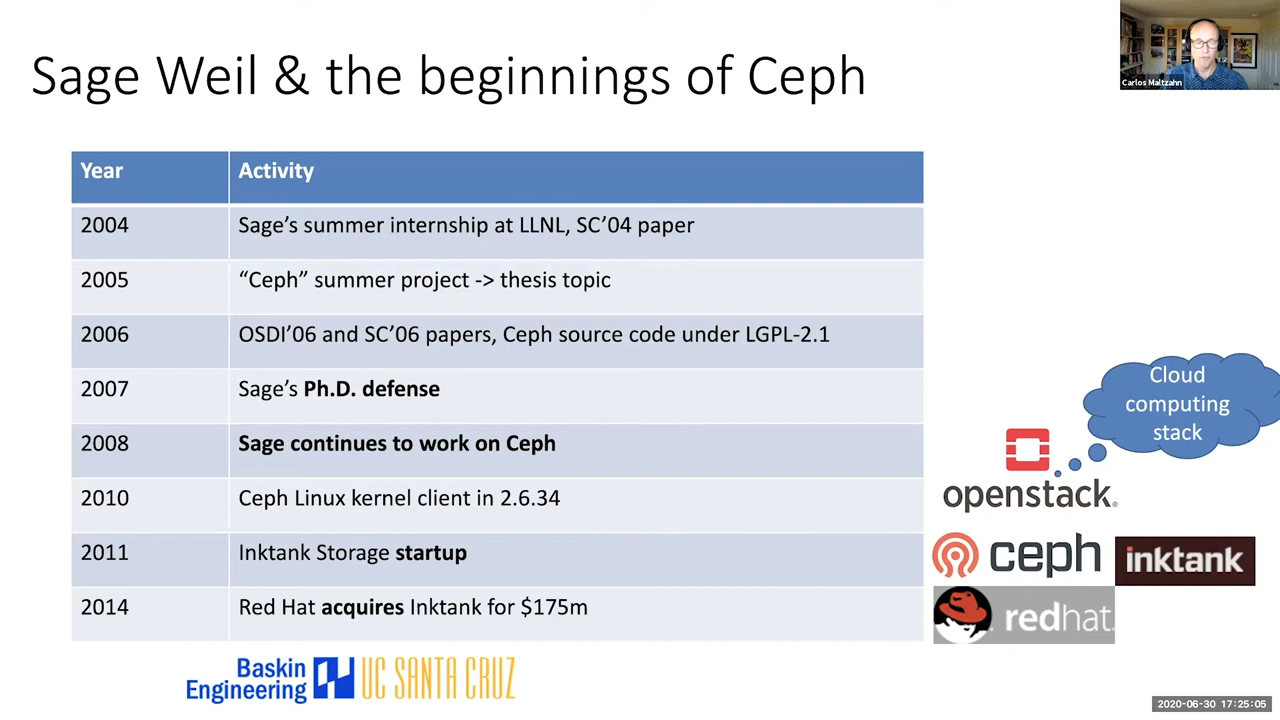 Sage Weil & the beginnings of Ceph
Carlos Maltzahn
Year Activity
2004 Sage’s summer internship at LLNL, SC’04 paper
2005 “Ceph” summer project -> thesis topic
2006 OSDI’06 and SC’06 papers, Ceph source code under LGPL-2.1
2007 Sage’s Ph.D. defense
2008 Sage continues to work on Ceph
2010 Ceph Linux kernel client in 2.6.34
2011 Inktank Storage startup
2014 Red Hat acquires Inktank for $175m
Cloud
computing
stack
openstack.
ceph
inktank
redhat.
Baskin
Engineering
UC SANTA CRUZ
2020-06-30 17:25:05